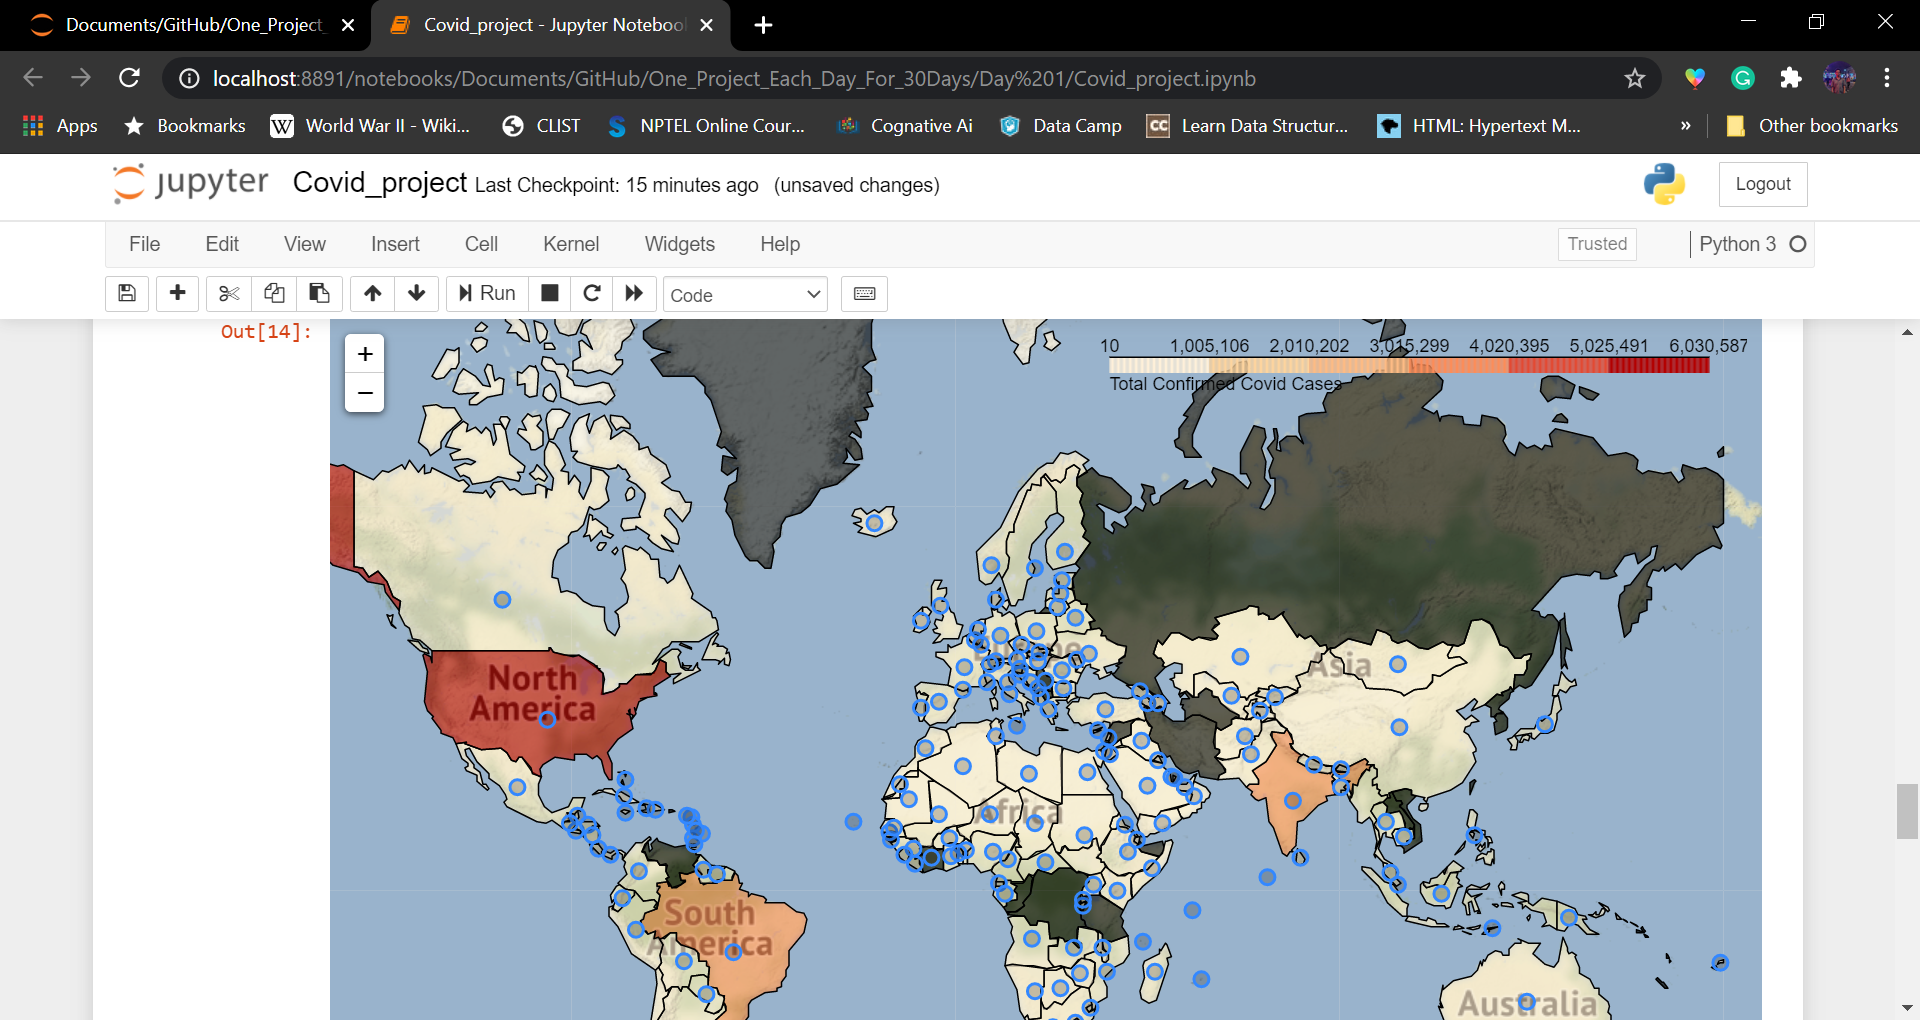 Documents/GitHub/One_Project
Covid_project - Jupyter Noteboo
localhost:8891/notebooks/Documents/GitHub/One_Project_Each_Day_For_30Days/Day%201/Covid_project.ipynb
Apps
Bookmarks
W World War II - Wiki...
CLIST
NPTEL Online Cour...
Cognative Ai
Data Camp
CC Learn Data Structur...
HTML: Hypertext M...
»
Other bookmarks
jupyter Covid_project Last Checkpoint: 15 minutes ago (unsaved changes)
Logout
File Edit View Insert Cell Kernel Widgets Help
Trusted
Python 3
Run
Code
Out[14]:
+
−
10 1,005,106 2,010,202 3,015,299 4,020,395 5,025,491 6,030,587
Total Confirmed Covid Cases
Europe
Asia
North
America
Africa
South
America
Australia